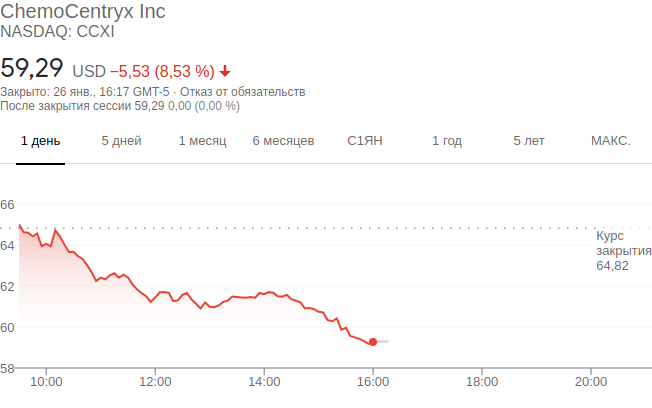 ChemoCentryx Inc
NASDAQ: CCXI
59,29 USD −5,53 (8,53 %)
Закрыто: 26 янв., 16:17 GMT-5 · Отказ от обязательств
После закрытия сессии 59,29 0,00 (0,00 %)
1 день 5 дней 1 месяц 6 месяцев С1ЯН 1 год 5 лет МАКС.
66
64
62
60
58
Курс
закрытия
64,82
10:00 12:00 14:00 16:00 18:00 20:00